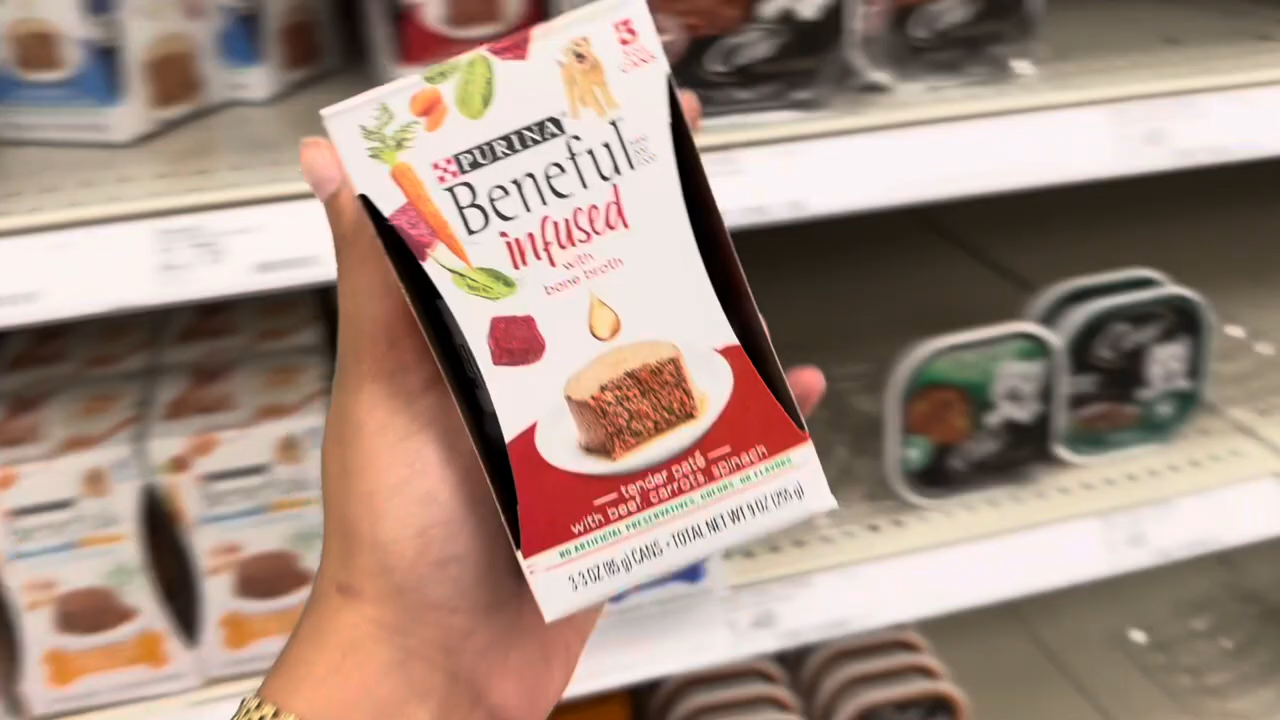 3
PURINA
Beneful
infused
with
bone broth
tender paté
with beef, carrots, spinach
NO ARTIFICIAL PRESERVATIVES, COLORS, OR FLAVORS
3-3 OZ (85 g) CANS • TOTAL NET WT 9 OZ (255 g)